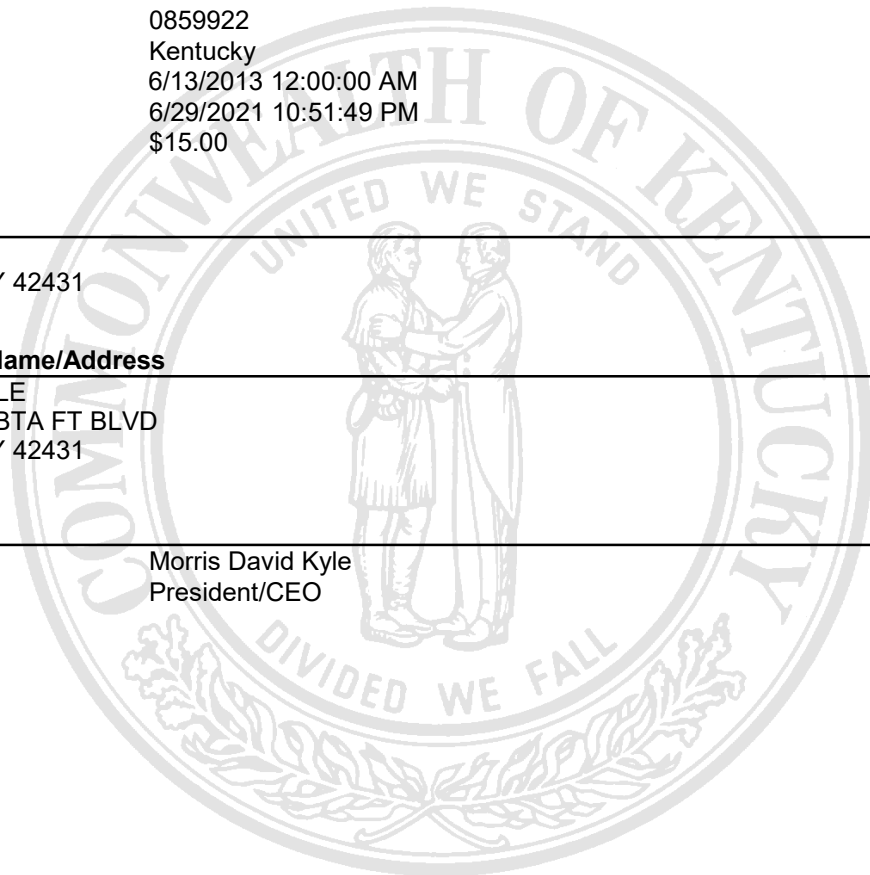 0859922
Kentucky
6/13/2013 12:00:00 AM
6/29/2021 10:51:49 PM
$15.00
COMMONWEALTH OF KENTUCKY
UNITED WE STAND
42431
Name/Address
BTA FT BLVD
42431
Morris David Kyle
President/CEO
DIVIDED WE FALL